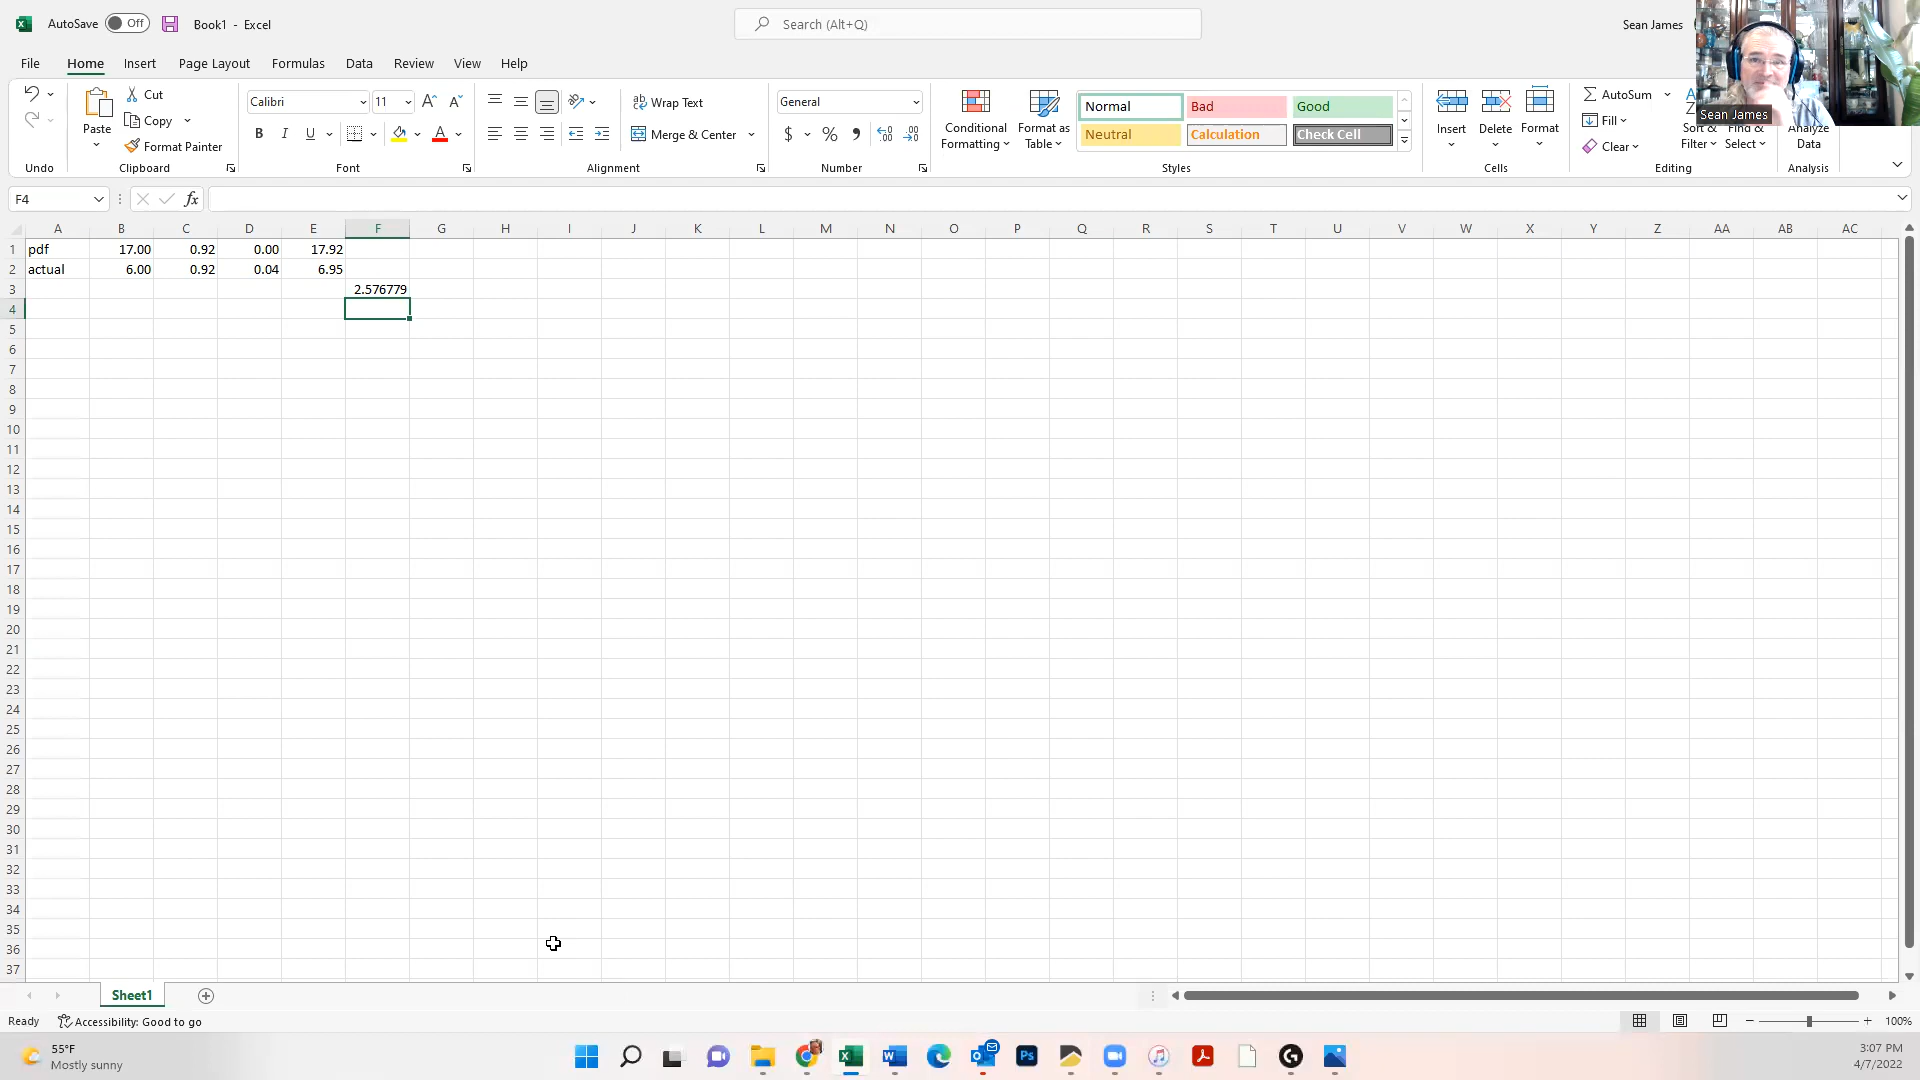 AutoSave Off Book1 - Excel Search (Alt+Q) Sean James
File Home Insert Page Layout Formulas Data Review View Help
Cut Calibri 11 Wrap Text General Normal Bad Good AutoSum
Paste Copy Conditional Formatting Format as Table Insert Delete Format Fill Sean James
Format Painter B I U Merge & Center $ % Neutral Calculation Check Cell Clear Sort & Filter Find & Select Analyze Data
Undo Clipboard Font Alignment Number Styles Cells Editing Analysis
F4 fx
A B C D E F G H I J K L M N O P Q R S T U V W X Y Z AA AB AC
1 pdf 17.00 0.92 0.00 17.92
2 actual 6.00 0.92 0.04 6.95
3 2.576779
4
5
6
7
8
9
10
11
12
13
14
15
16
17
18
19
20
21
22
23
24
25
26
27
28
29
30
31
32
33
34
35
36
37
Sheet1
Ready Accessibility: Good to go 100%
55°F 3:07 PM
Mostly sunny 4/7/2022